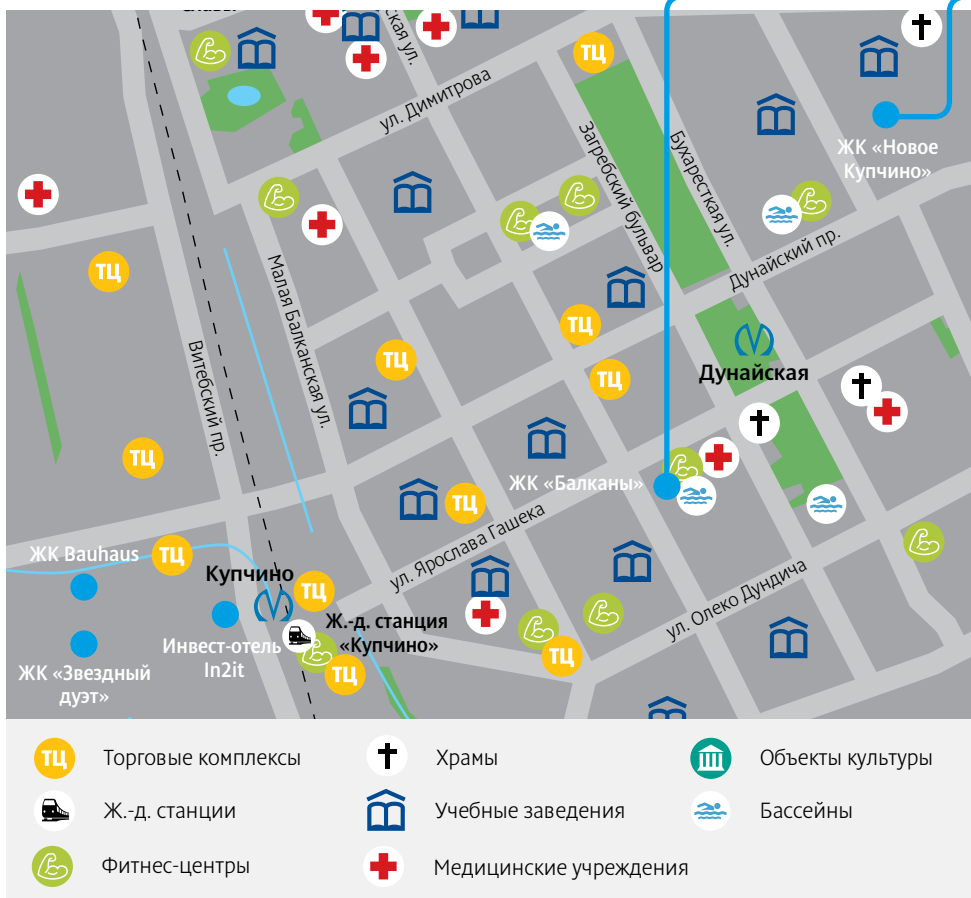 ская ул.
ТЦ
ул. Димитрова
Загребский бульвар
Бухаресткая ул.
ЖК «Новое
Купчино»
Дунайский пр.
ТЦ
Малая Балканская ул.
Витебский пр.
ТЦ
ТЦ
ТЦ
Дунайская
ТЦ
ЖК «Балканы»
ТЦ
ул. Ярослава Гашека
ЖК Bauhaus
ТЦ
Купчино
ТЦ
ул. Олеко Дундича
Ж.-д. станция
«Купчино»
Инвест-отель
In2it
ТЦ
ТЦ
ЖК «Звездный
дуэт»
ТЦ Торговые комплексы
Храмы
Объекты культуры
Ж.-д. станции
Учебные заведения
Бассейны
Фитнес-центры
Медицинские учреждения